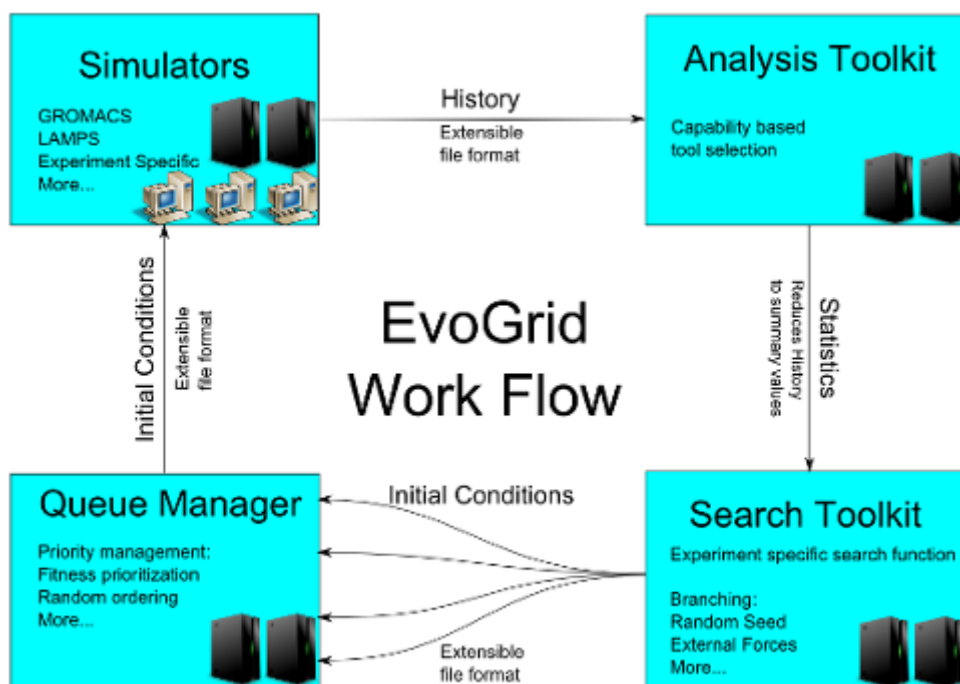 Simulators
GROMACS
LAMPS
Experiment Specific
More...
History
Extensible
file format
Analysis Toolkit
Capability based
tool selection
Initial Conditions
Extensible
file format
EvoGrid
Work Flow
Statistics
Reduces History
to summary values
Queue Manager
Priority management:
Fitness prioritization
Random ordering
More...
Initial Conditions
Extensible
file format
Search Toolkit
Experiment specific search function
Branching:
Random Seed
External Forces
More...